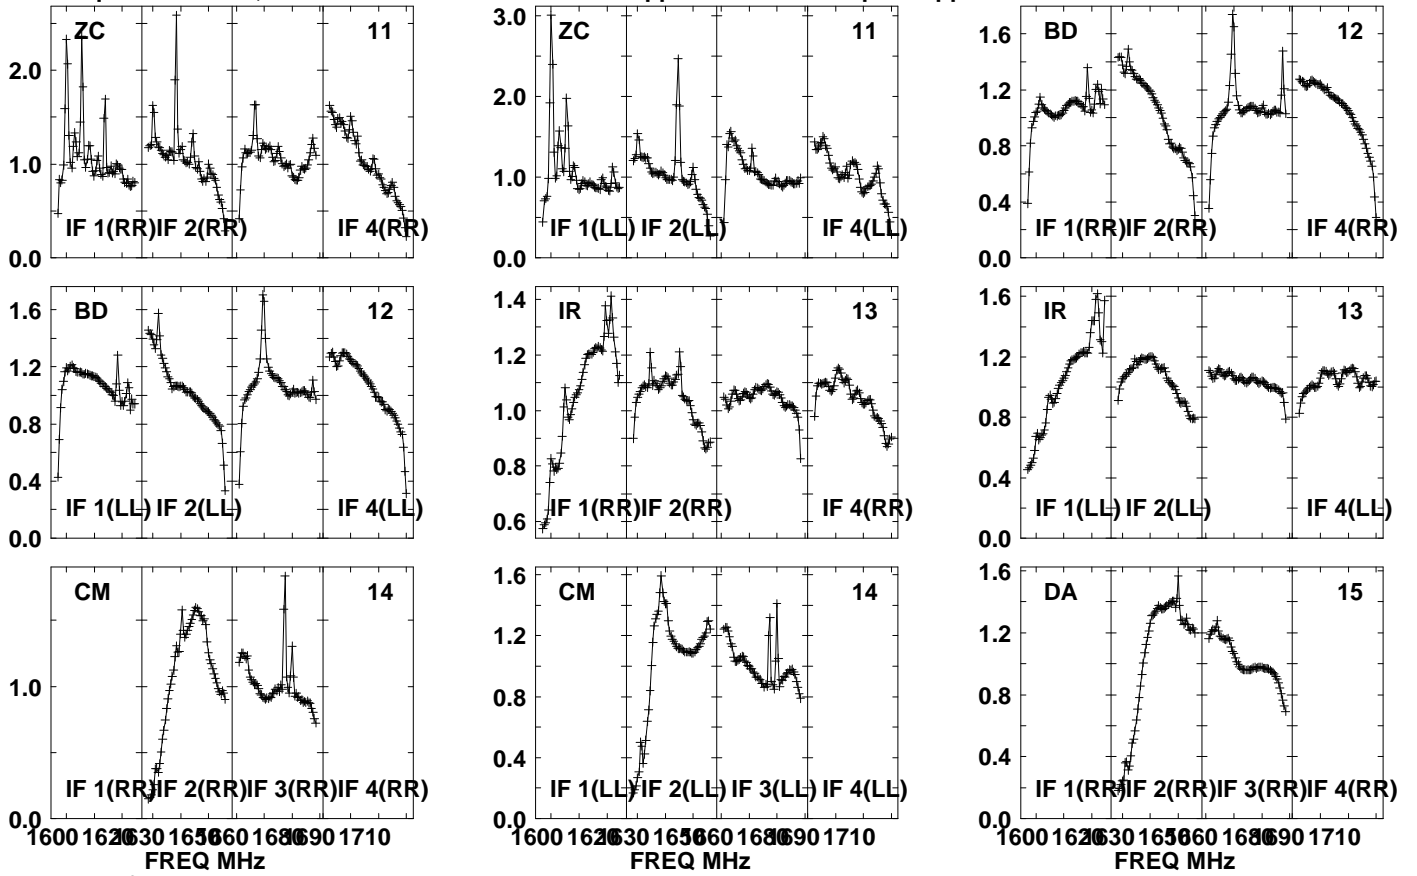 ZC 11
2.0
1.0
0.0
IF 1(RR) IF 2(RR) IF 4(RR)
ZC 11
3.0
2.0
1.0
0.0
IF 1(LL) IF 2(LL) IF 4(LL)
BD 12
1.6
1.2
0.8
0.4
0.0
IF 1(RR) IF 2(RR) IF 4(RR)
BD 12
1.6
1.2
0.8
0.4
0.0
IF 1(LL) IF 2(LL) IF 4(LL)
IR 13
1.4
1.2
1.0
0.8
0.6
IF 1(RR) IF 2(RR) IF 4(RR)
IR 13
1.6
1.2
0.8
0.4
0.0
IF 1(LL) IF 2(LL) IF 4(LL)
CM 14
1.0
0.0
IF 1(RR) IF 2(RR) IF 3(RR) IF 4(RR)
1600 1620 1630 1650 1660 1680 1690 1710
FREQ MHz
CM 14
1.6
1.2
0.8
0.4
0.0
IF 1(LL) IF 2(LL) IF 3(LL) IF 4(LL)
1600 1620 1630 1650 1660 1680 1690 1710
FREQ MHz
DA 15
1.6
1.2
0.8
0.4
0.0
IF 1(RR) IF 2(RR) IF 3(RR) IF 4(RR)
1600 1620 1630 1650 1660 1680 1690 1710
FREQ MHz